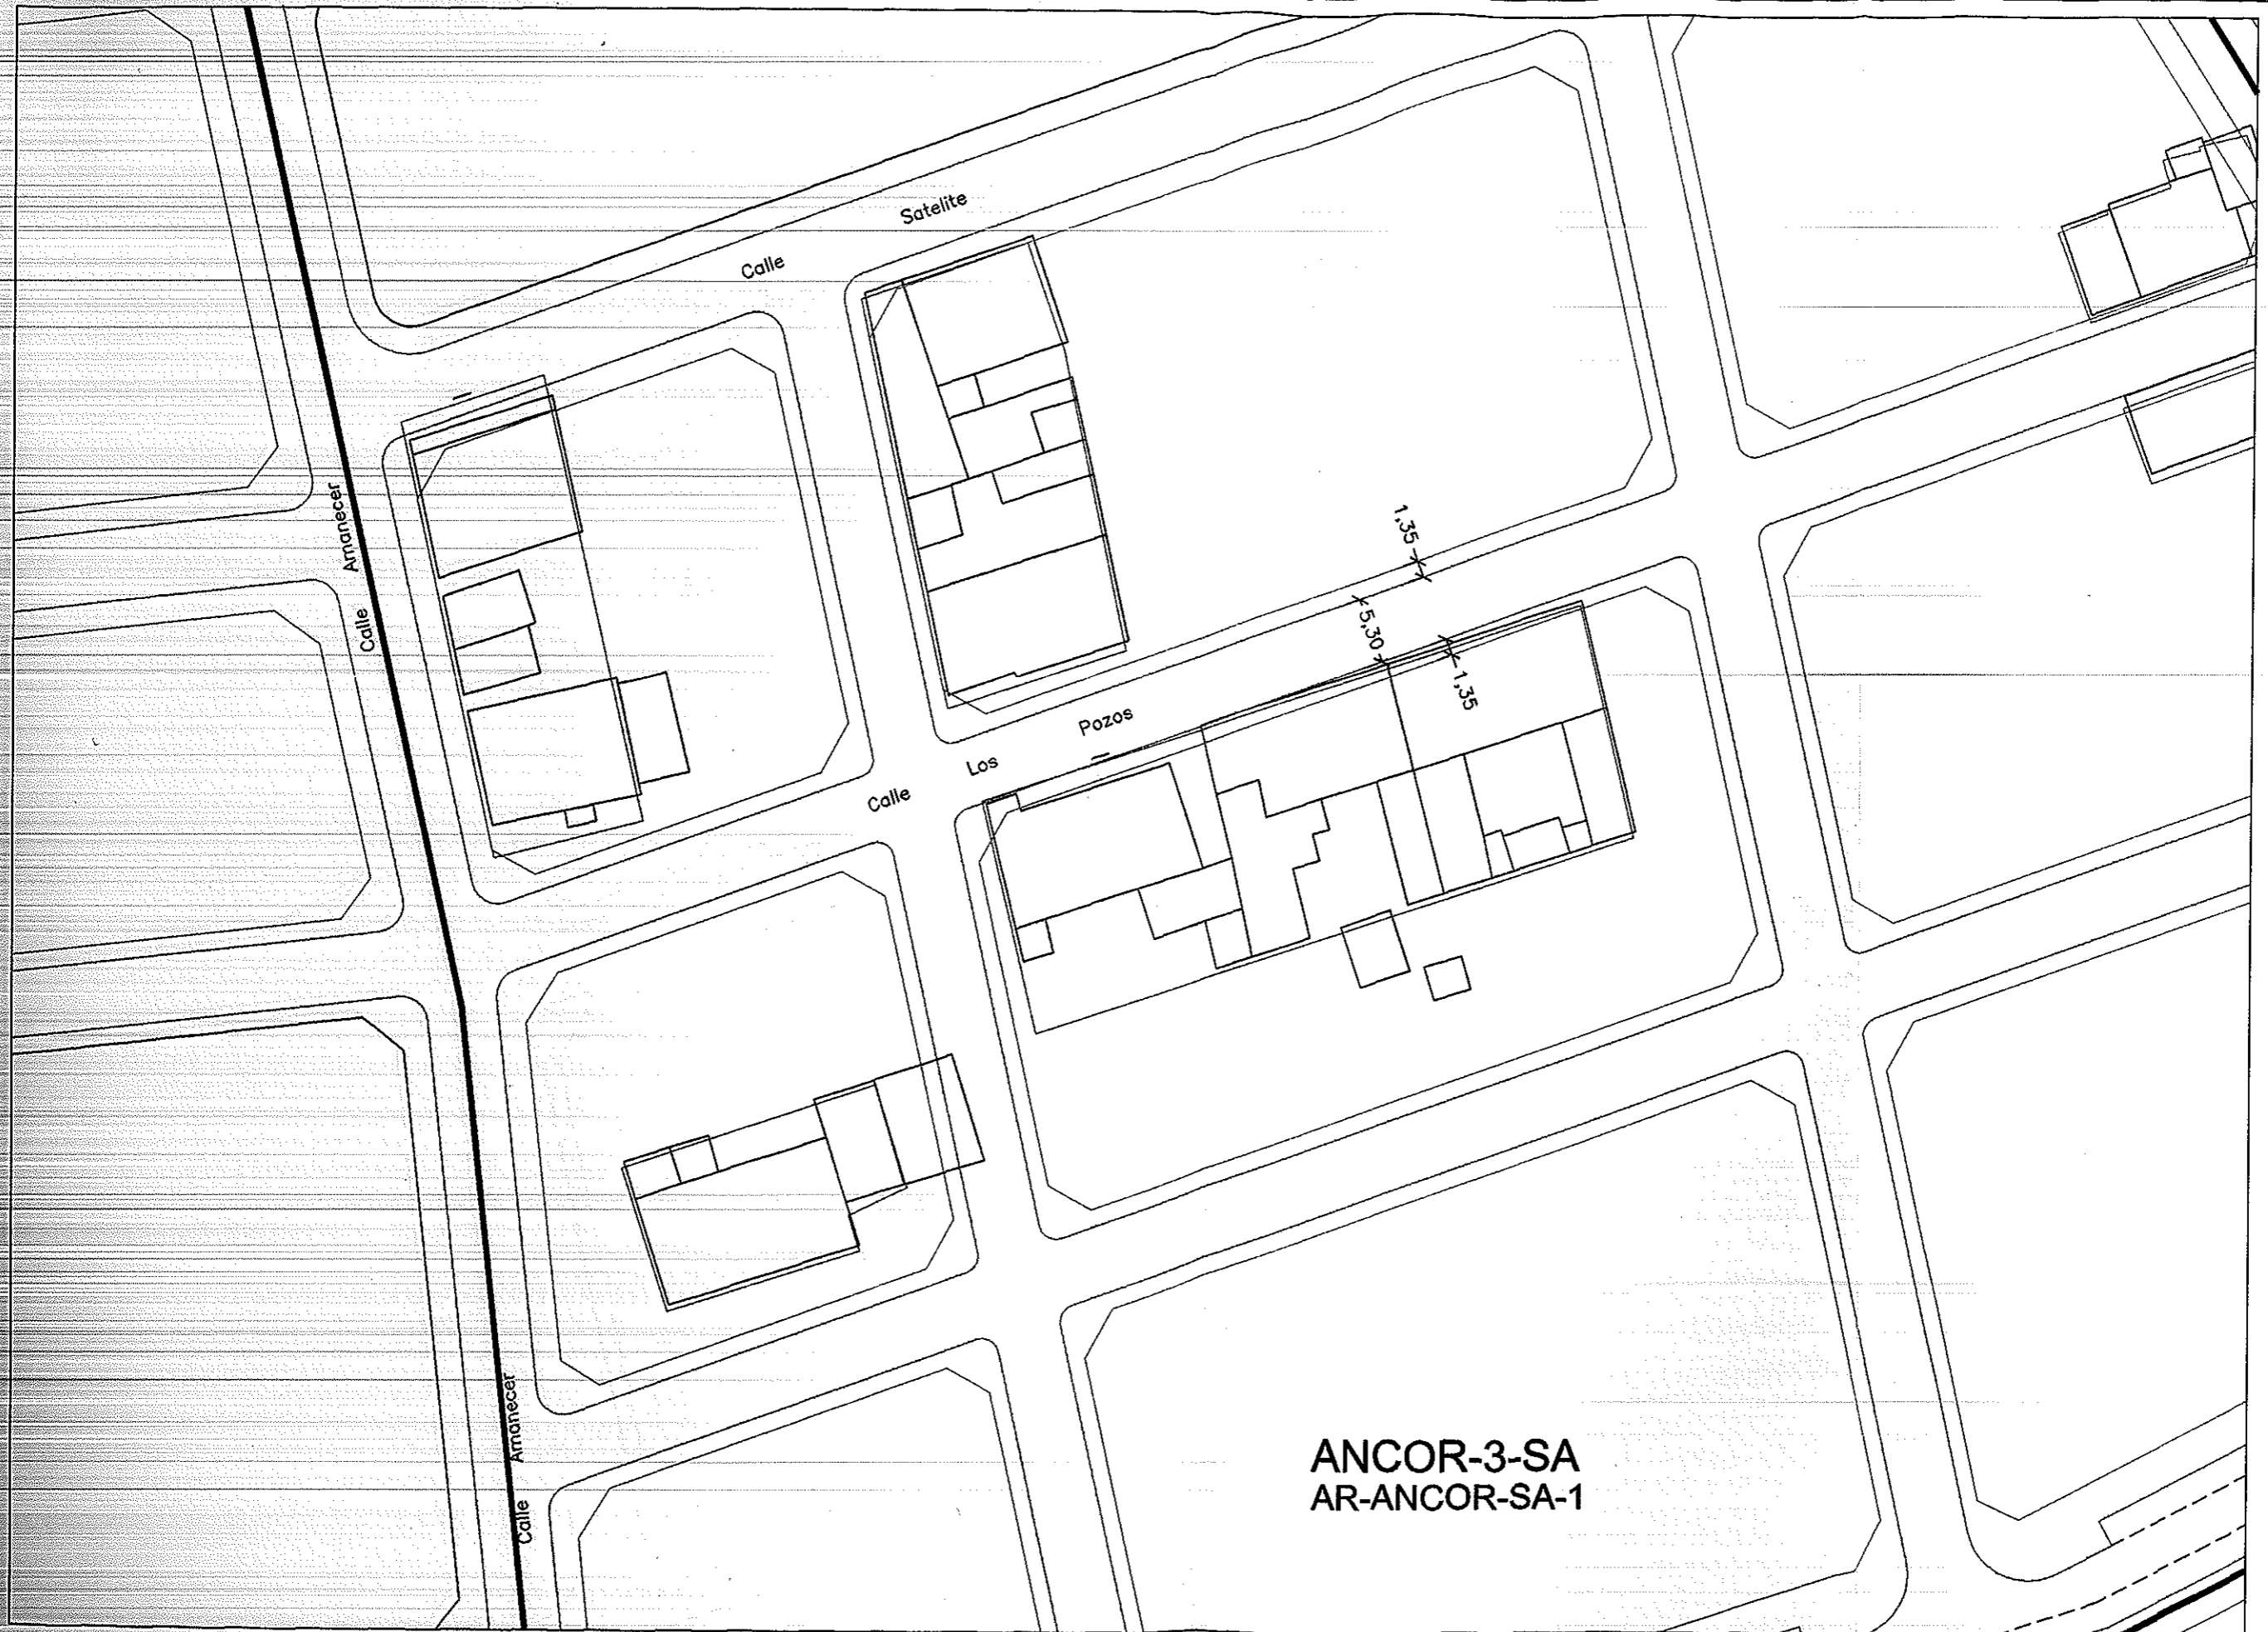 Calle Satelite
Calle Amanecer
1,35
5,30
1,35
Calle Los Pozos
Calle Amanecer
ANCOR-3-SA
AR-ANCOR-SA-1